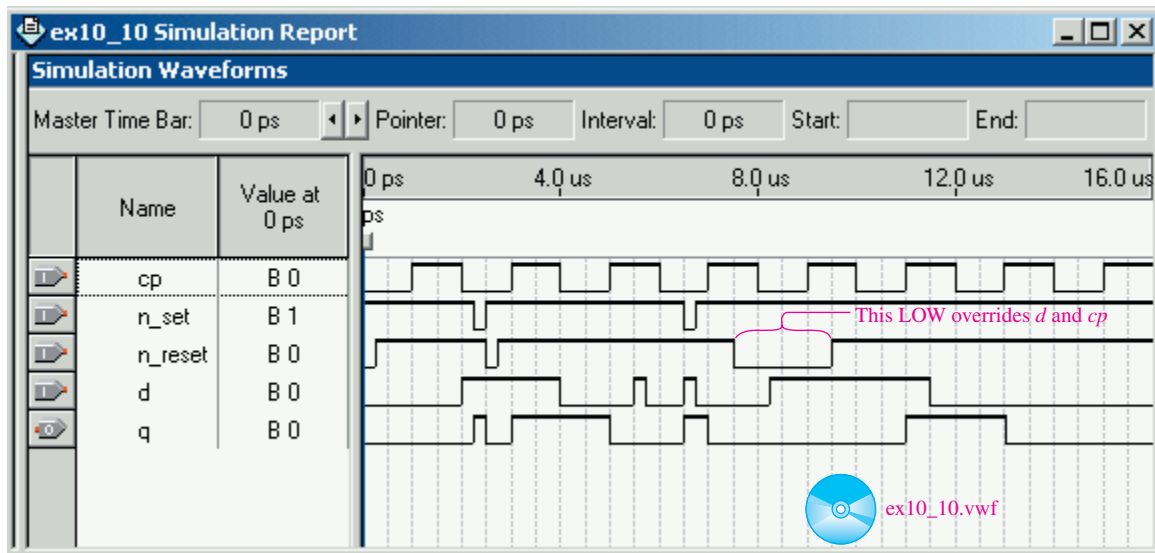 ex10_10 Simulation Report
Simulation Waveforms
Master Time Bar: 0 ps Pointer: 0 ps Interval: 0 ps Start: End:
Name Value at 0 ps
0 ps 4.0 us 8.0 us 12.0 us 16.0 us
ps
cp B 0
n_set B 1
This LOW overrides d and cp
n_reset B 0
d B 0
q B 0
ex10_10.vwf